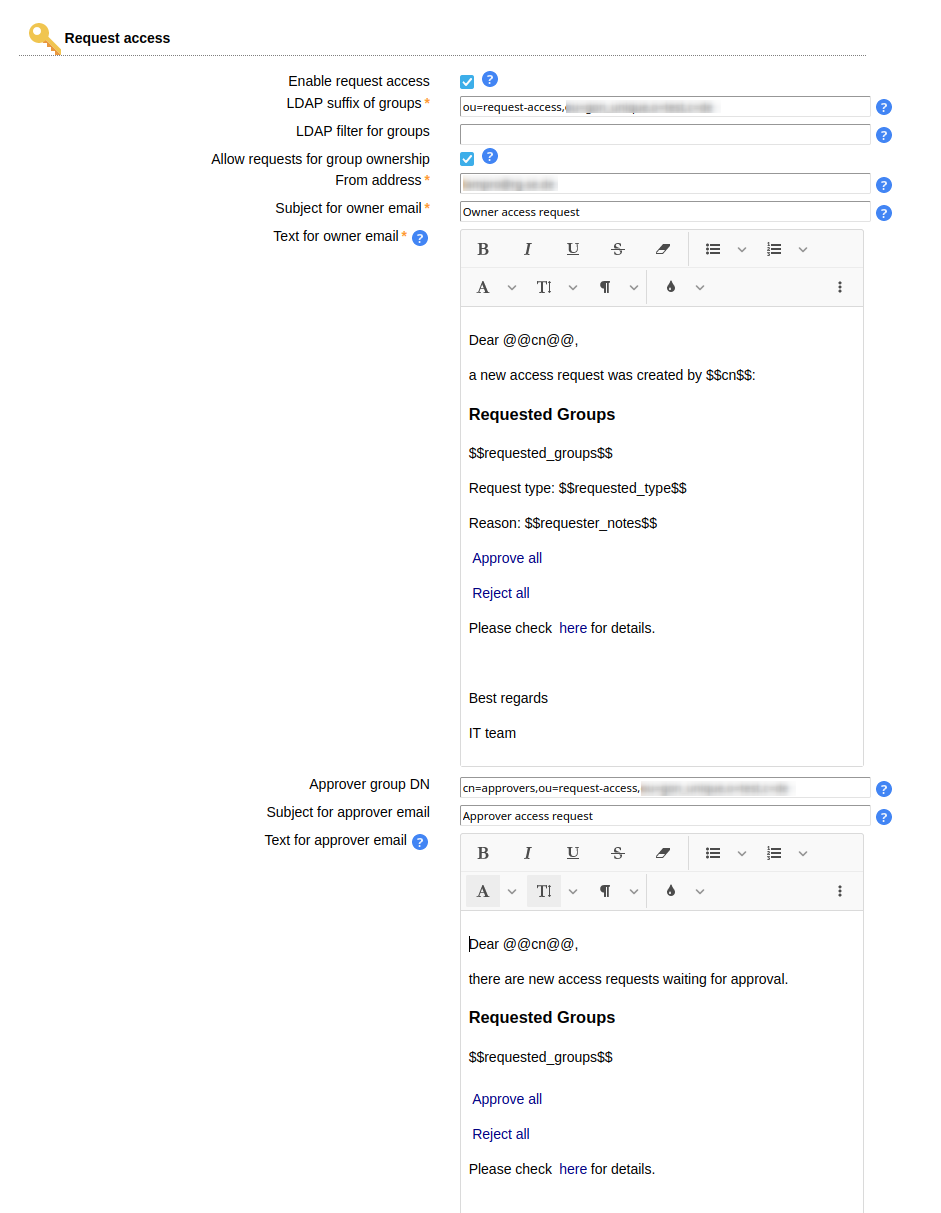 Request access
Enable request access ?
LDAP suffix of groups * ou=request-access, ?
LDAP filter for groups ?
Allow requests for group ownership ?
From address * ?
Subject for owner email * Owner access request ?
Text for owner email * ?
B I U S
A T ¶
Dear @@cn@@,
a new access request was created by $$cn$$:
Requested Groups
$$requested_groups$$
Request type: $$requested_type$$
Reason: $$requester_notes$$
Approve all
Reject all
Please check here for details.
Best regards
IT team
Approver group DN cn=approvers,ou=request-access, ?
Subject for approver email Approver access request ?
Text for approver email ?
B I U S
A T ¶
Dear @@cn@@,
there are new access requests waiting for approval.
Requested Groups
$$requested_groups$$
Approve all
Reject all
Please check here for details.